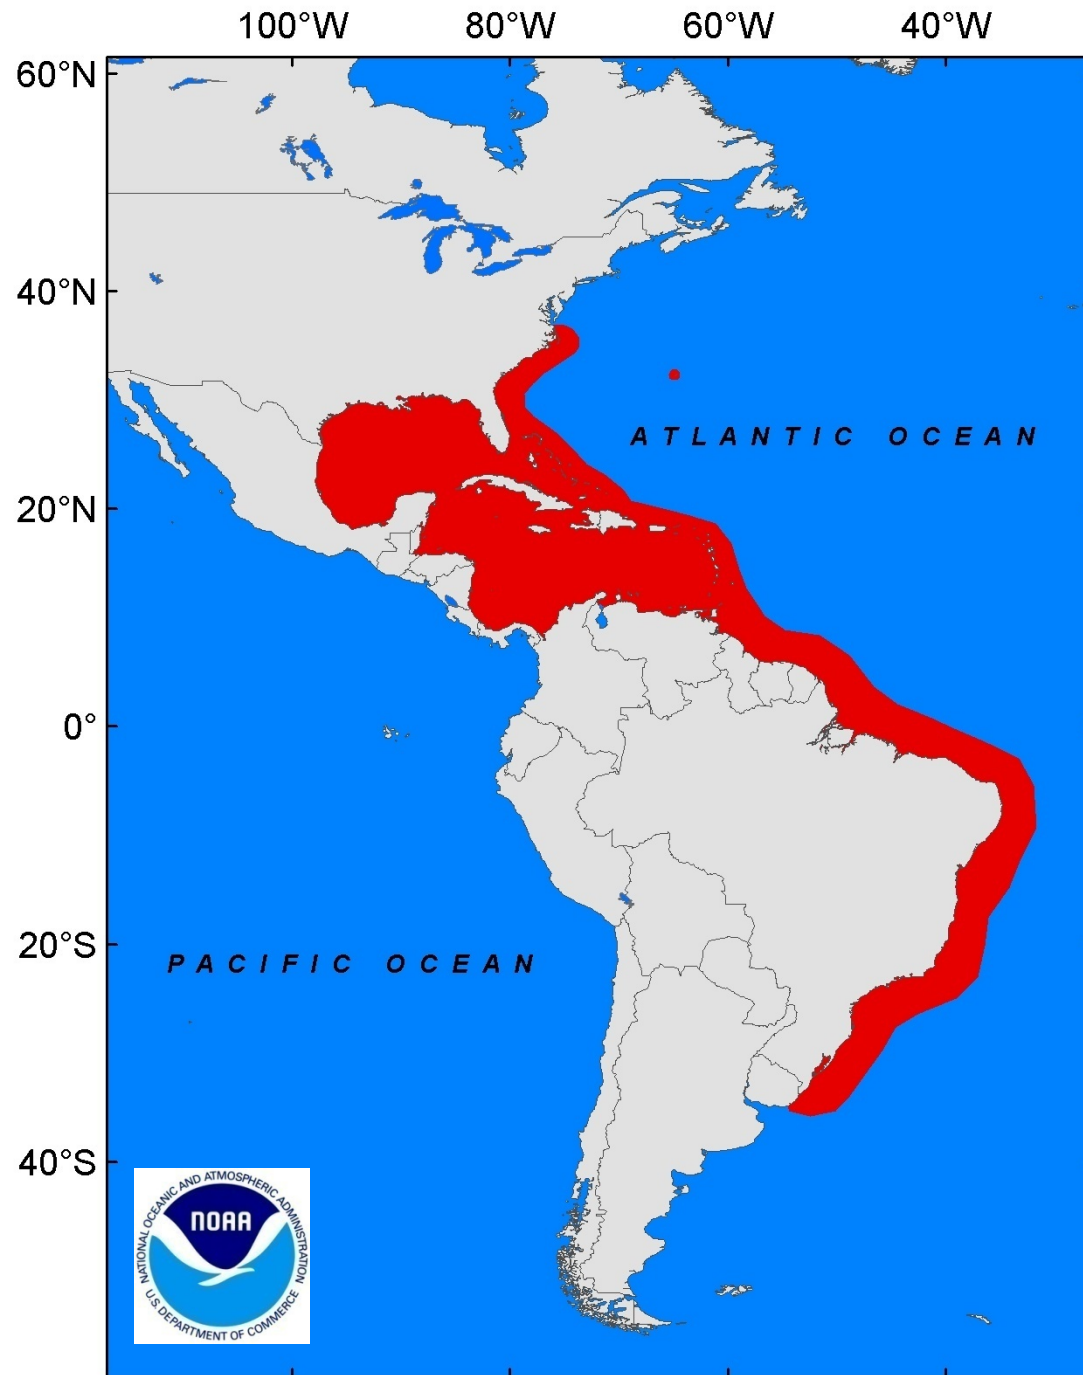 100°W 80°W 60°W 40°W
60°N
40°N
ATLANTIC OCEAN
20°N
0°
20°S
PACIFIC OCEAN
40°S
NATIONAL OCEANIC AND ATMOSPHERIC ADMINISTRATION
NOAA
U.S. DEPARTMENT OF COMMERCE